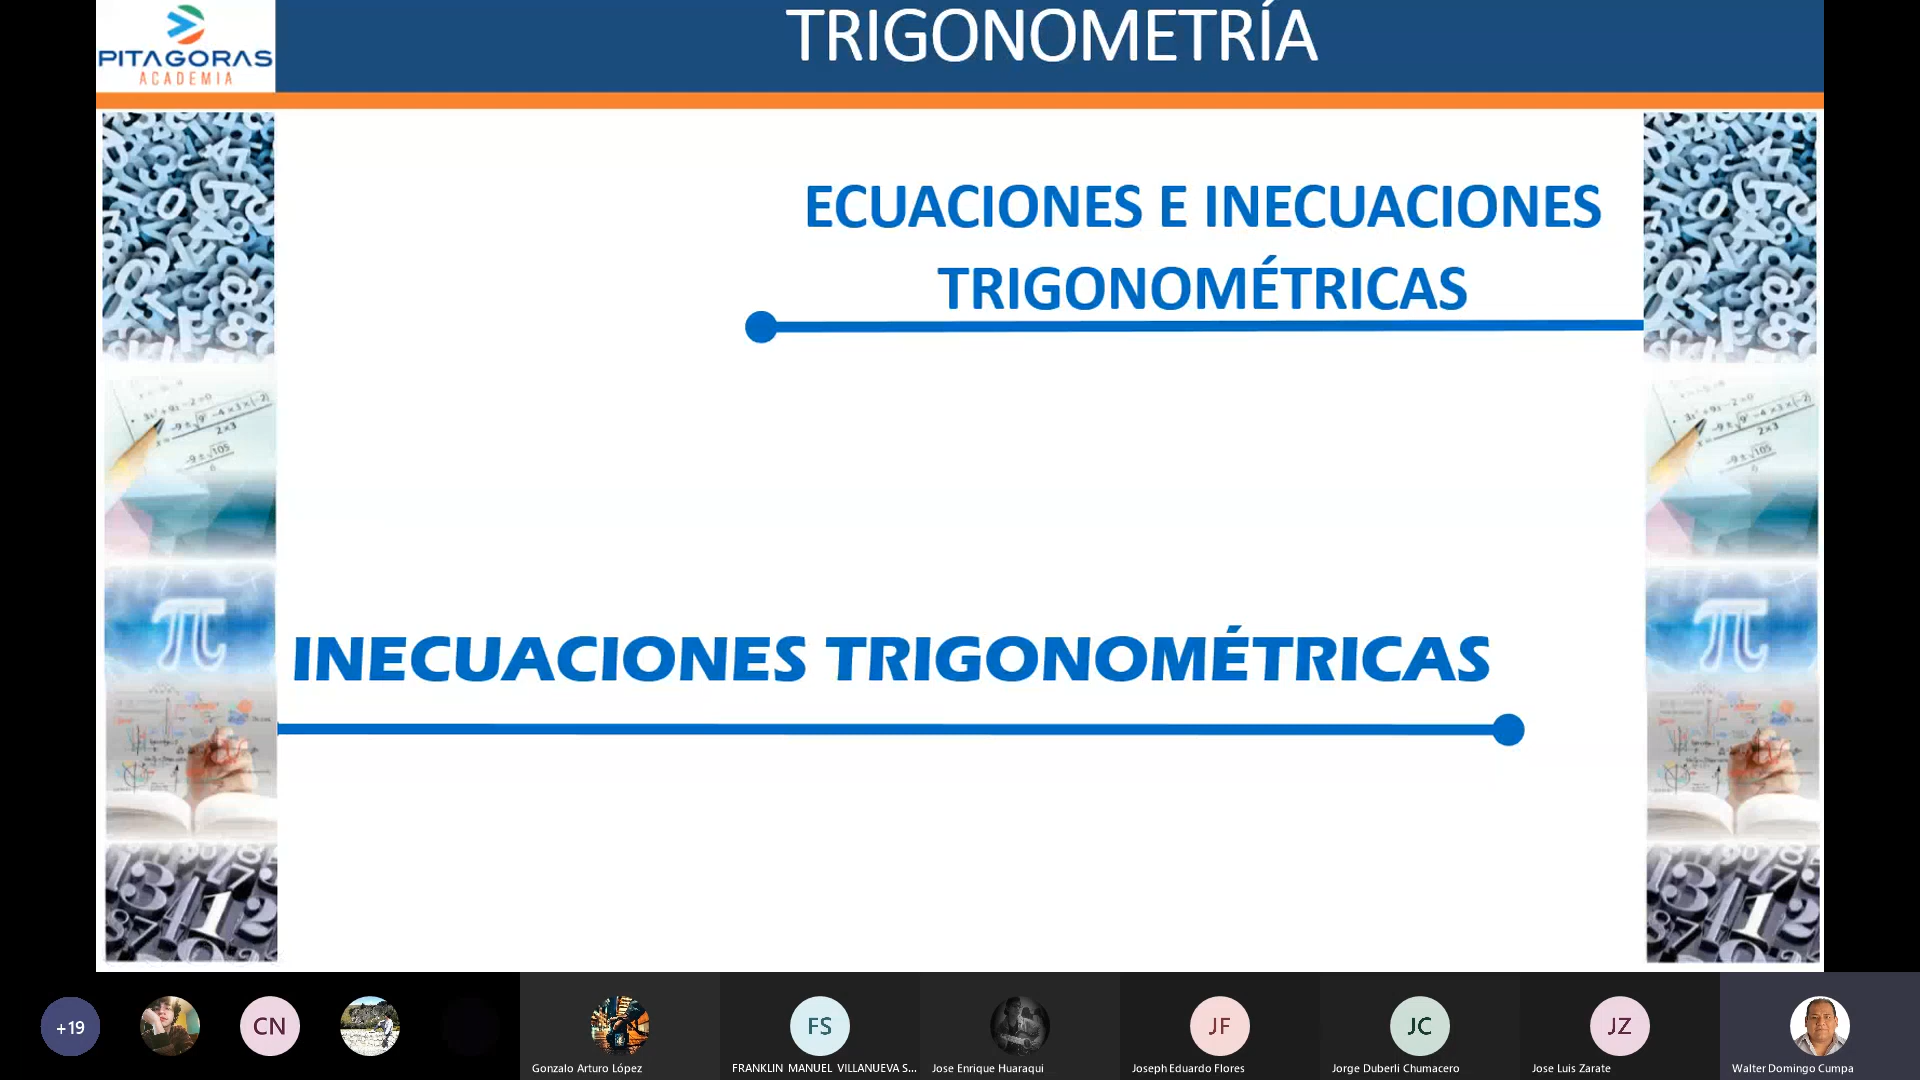 PITAGORAS
ACADEMIA
TRIGONOMETRÍA
ECUACIONES E INECUACIONES
TRIGONOMÉTRICAS
INECUACIONES TRIGONOMÉTRICAS
+19
CN
FS
JF
JC
JZ
Gonzalo Arturo López
FRANKLIN MANUEL VILLANUEVA S...
Jose Enrique Huaraqui
Joseph Eduardo Flores
Jorge Duberli Chumacero
Jose Luis Zarate
Walter Domingo Cumpa